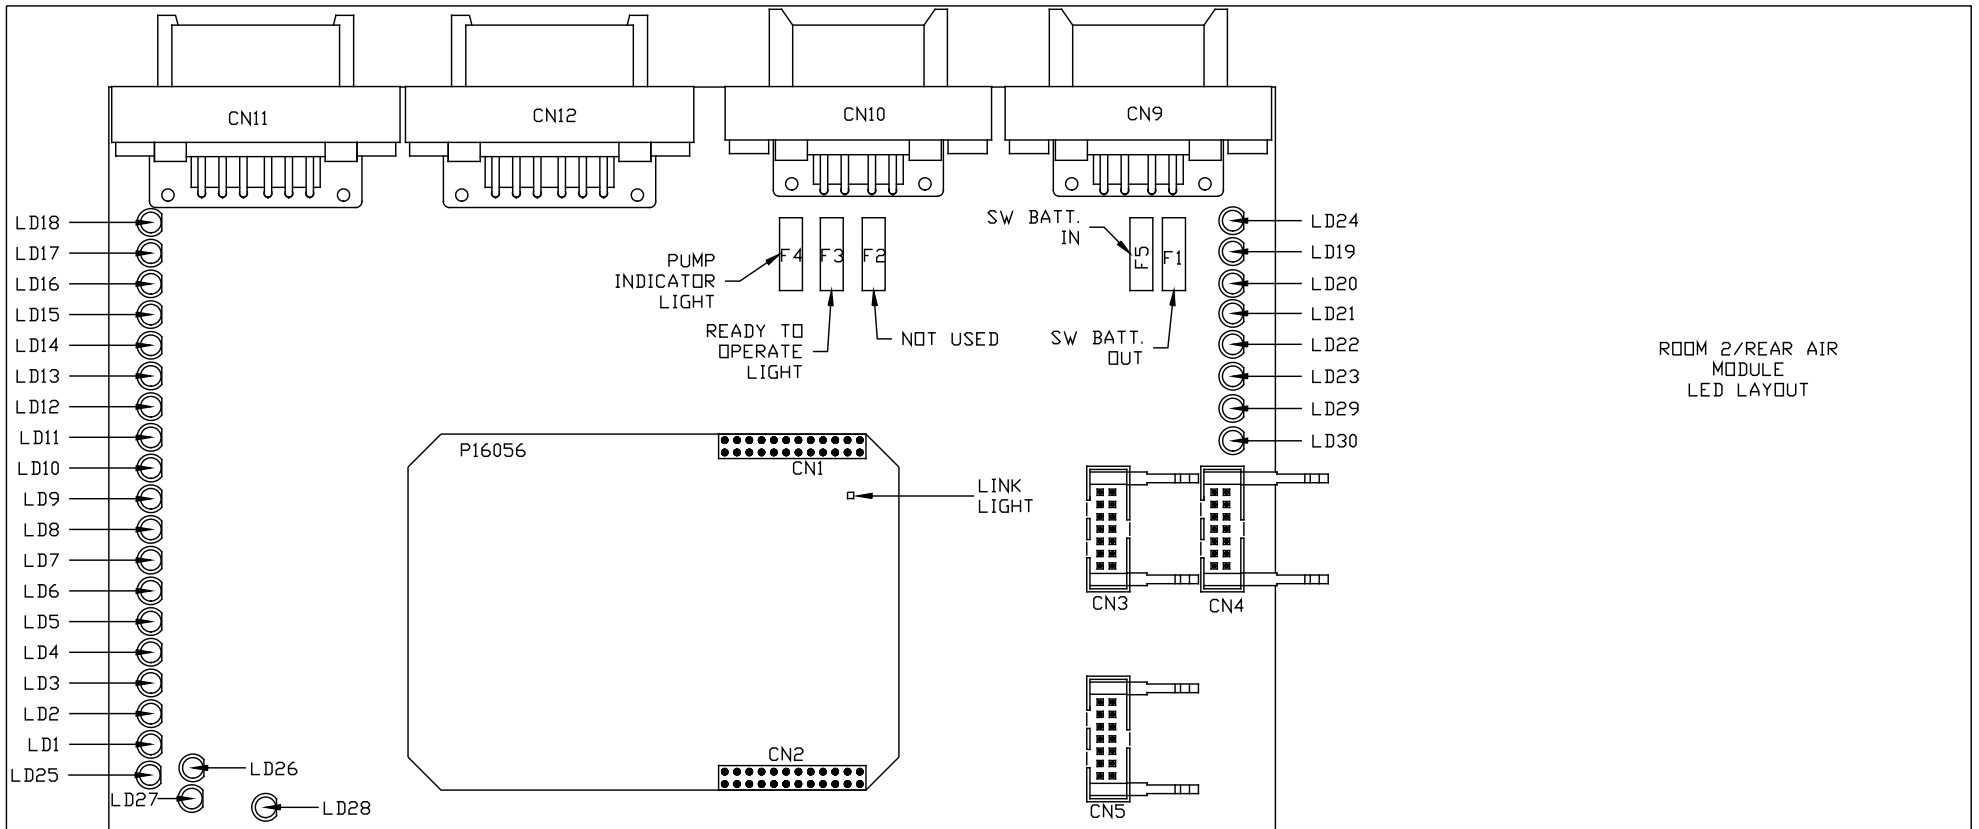 CN11
CN12
CN10
CN9
LD18
LD17
LD16
LD15
LD14
LD13
LD12
LD11
LD10
LD9
LD8
LD7
LD6
LD5
LD4
LD3
LD2
LD1
LD25
LD26
LD27
LD28
PUMP
INDICATOR
LIGHT
F4
F3
F2
READY TO
OPERATE
LIGHT
NOT USED
SW BATT.
IN
F5
F1
SW BATT.
OUT
LD24
LD19
LD20
LD21
LD22
LD23
LD29
LD30
P16056
CN1
LINK
LIGHT
CN2
CN3
CN4
CN5
ROOM 2/REAR AIR
MODULE
LED LAYOUT